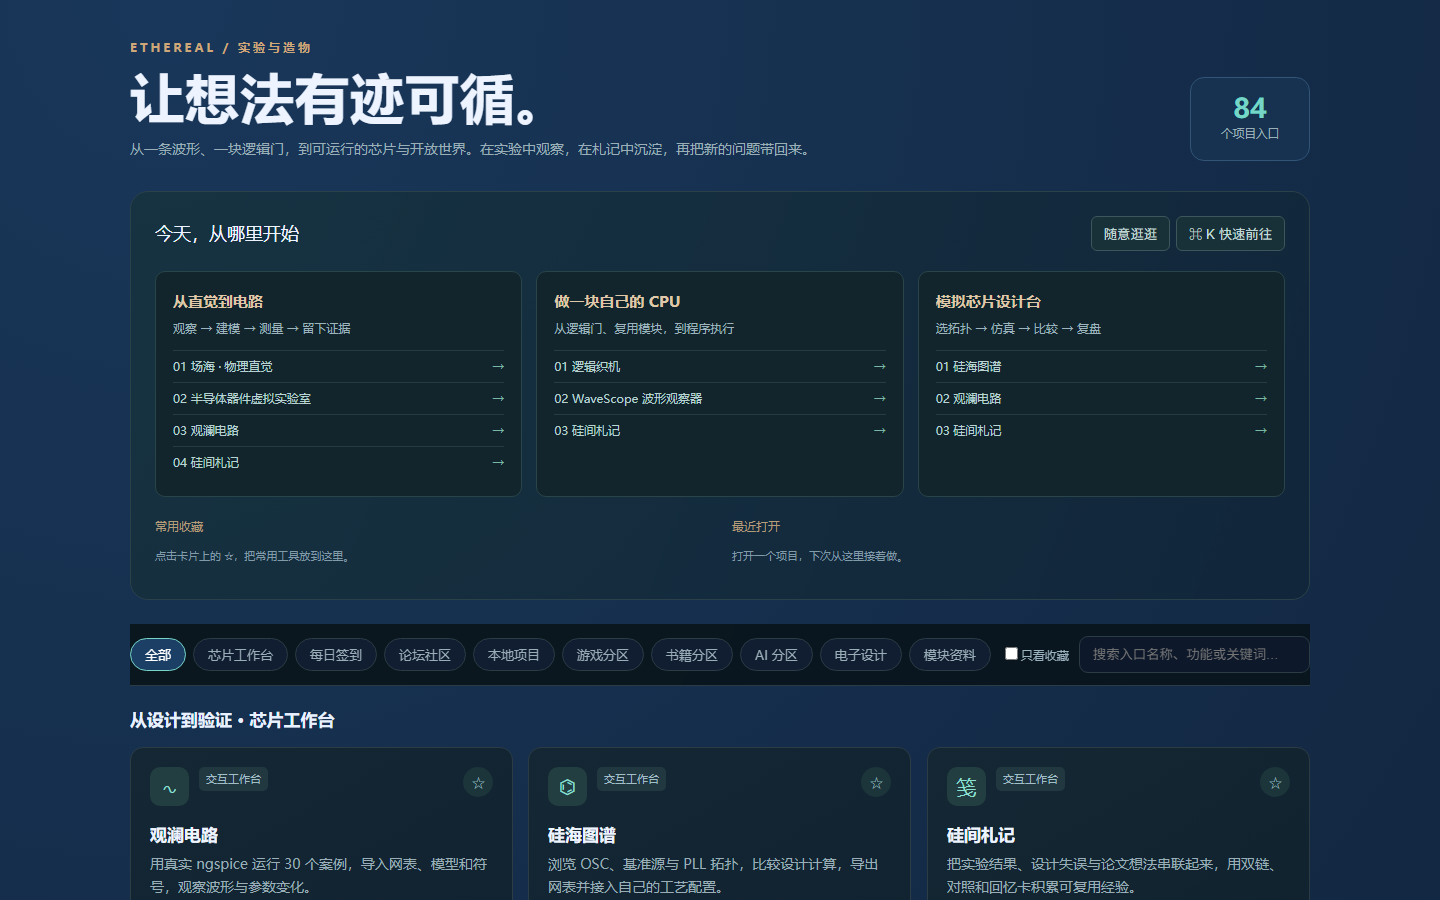 ETHEREAL / 实验与造物
让想法有迹可循。
从一条波形、一块逻辑门，到可运行的芯片与开放世界。在实验中观察，在札记中沉淀，再把新的问题带回来。
84
个项目入口
今天，从哪里开始
随意逛逛
⌘ K 快速前往
从直觉到电路
观察 → 建模 → 测量 → 留下证据
01 场海 · 物理直觉 →
02 半导体器件虚拟实验室 →
03 观澜电路 →
04 硅间札记 →
做一块自己的 CPU
从逻辑门、复用模块，到程序执行
01 逻辑织机 →
02 WaveScope 波形观察器 →
03 硅间札记 →
模拟芯片设计台
选拓扑 → 仿真 → 比较 → 复盘
01 硅海图谱 →
02 观澜电路 →
03 硅间札记 →
常用收藏
点击卡片上的 ☆，把常用工具放到这里。
最近打开
打开一个项目，下次从这里接着做。
全部 芯片工作台 每日签到 论坛社区 本地项目 游戏分区 书籍分区 AI 分区 电子设计 模块资料 只看收藏 搜索入口名称、功能或关键词...
从设计到验证 • 芯片工作台
∿ 交互工作台 ☆
观澜电路
用真实 ngspice 运行 30 个案例，导入网表、模型和符
号，观察波形与参数变化。
⌬ 交互工作台 ☆
硅海图谱
浏览 OSC、基准源与 PLL 拓扑，比较设计计算，导出
网表并接入自己的工艺配置。
笺 交互工作台 ☆
硅间札记
把实验结果、设计失误与论文想法串联起来，用双链、
对照和回忆卡积累可复用经验。